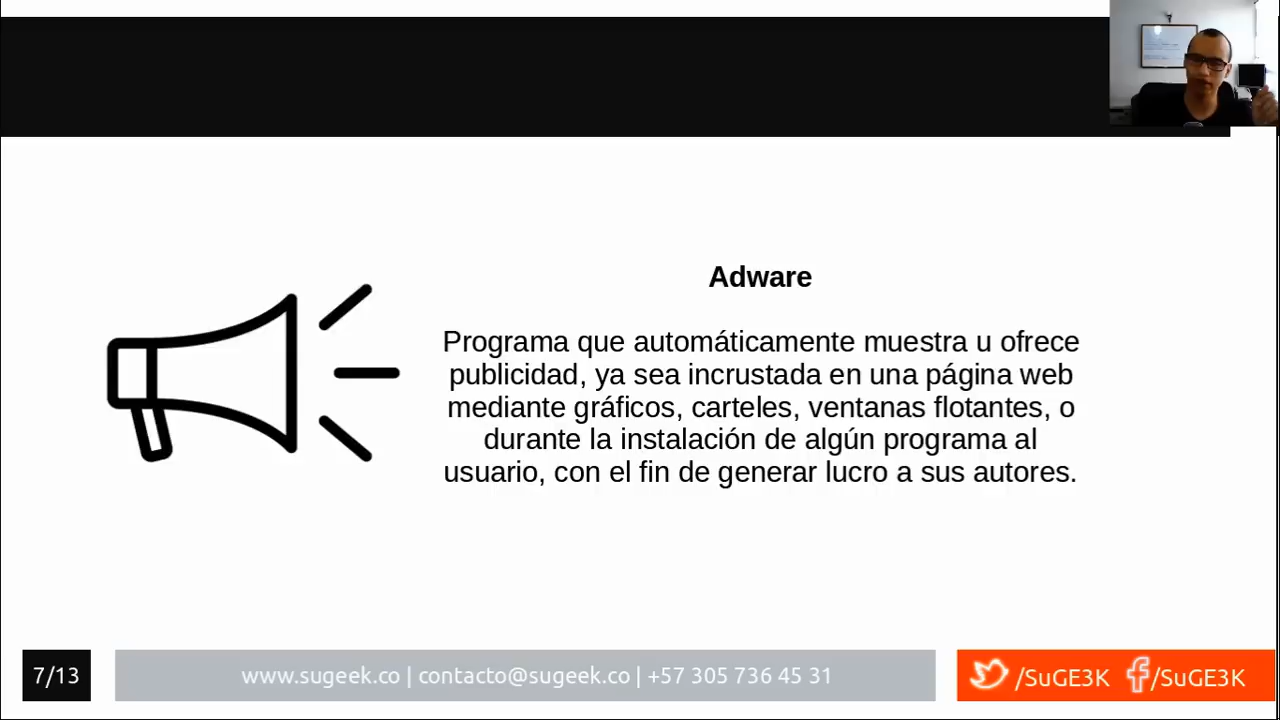 Adware
Programa que automáticamente muestra u ofrece
publicidad, ya sea incrustada en una página web
mediante gráficos, carteles, ventanas flotantes, o
durante la instalación de algún programa al
usuario, con el fin de generar lucro a sus autores.
7/13
www.sugeek.co | contacto@sugeek.co | +57 305 736 45 31
/SuGE3K
/SuGE3K